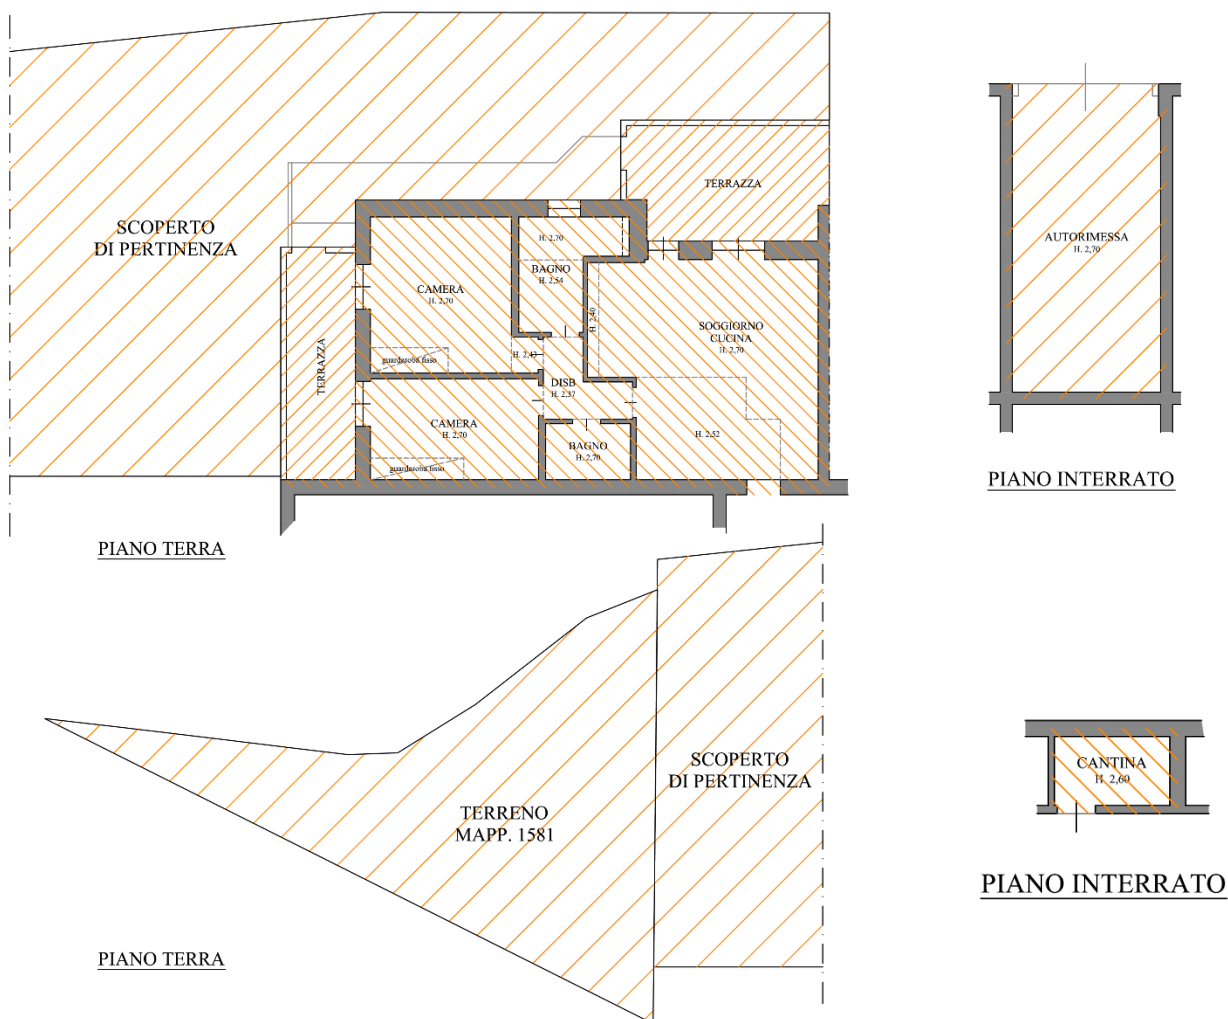 SCOPERTO
DI PERTINENZA
TERRAZZA
TERRAZZA
H. 2,70
BAGNO
H. 2,54
CAMERA
H. 2,70
H. 2,40
SOGGIORNO
CUCINA
H. 2,70
guardaroba fisso
H. 2,43
DISB
H. 2,37
CAMERA
H. 2,70
BAGNO
H. 2,70
H. 2,52
guardaroba fisso
PIANO TERRA
AUTORIMESSA
H. 2,70
PIANO INTERRATO
SCOPERTO
DI PERTINENZA
TERRENO
MAPP. 1581
PIANO TERRA
CANTINA
H. 2,60
PIANO INTERRATO